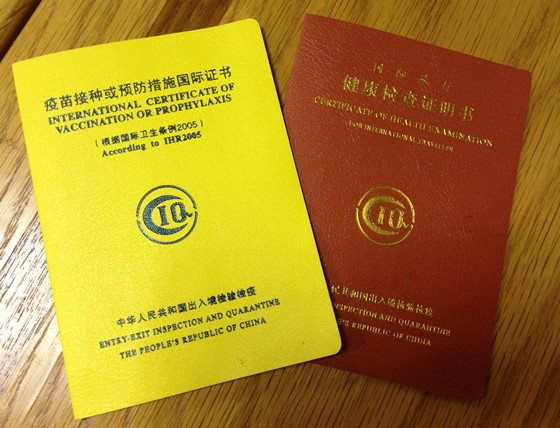 疫苗接种或预防措施国际证书
INTERNATIONAL CERTIFICATE OF
VACCINATION OR PROPHYLAXIS
(根据国际卫生条例2005)
According to IHR2005
CIQ
中华人民共和国出入境检验检疫
ENTRY-EXIT INSPECTION AND QUARANTINE
THE PEOPLE'S REPUBLIC OF CHINA
国际旅行
健康检查证明书
CERTIFICATE OF HEALTH EXAMINATION
FOR INTERNATIONAL TRAVELLER
CIQ
民共和国出入境检验检疫
INSPECTION AND QUARANTINE
REPUBLIC OF CHINA